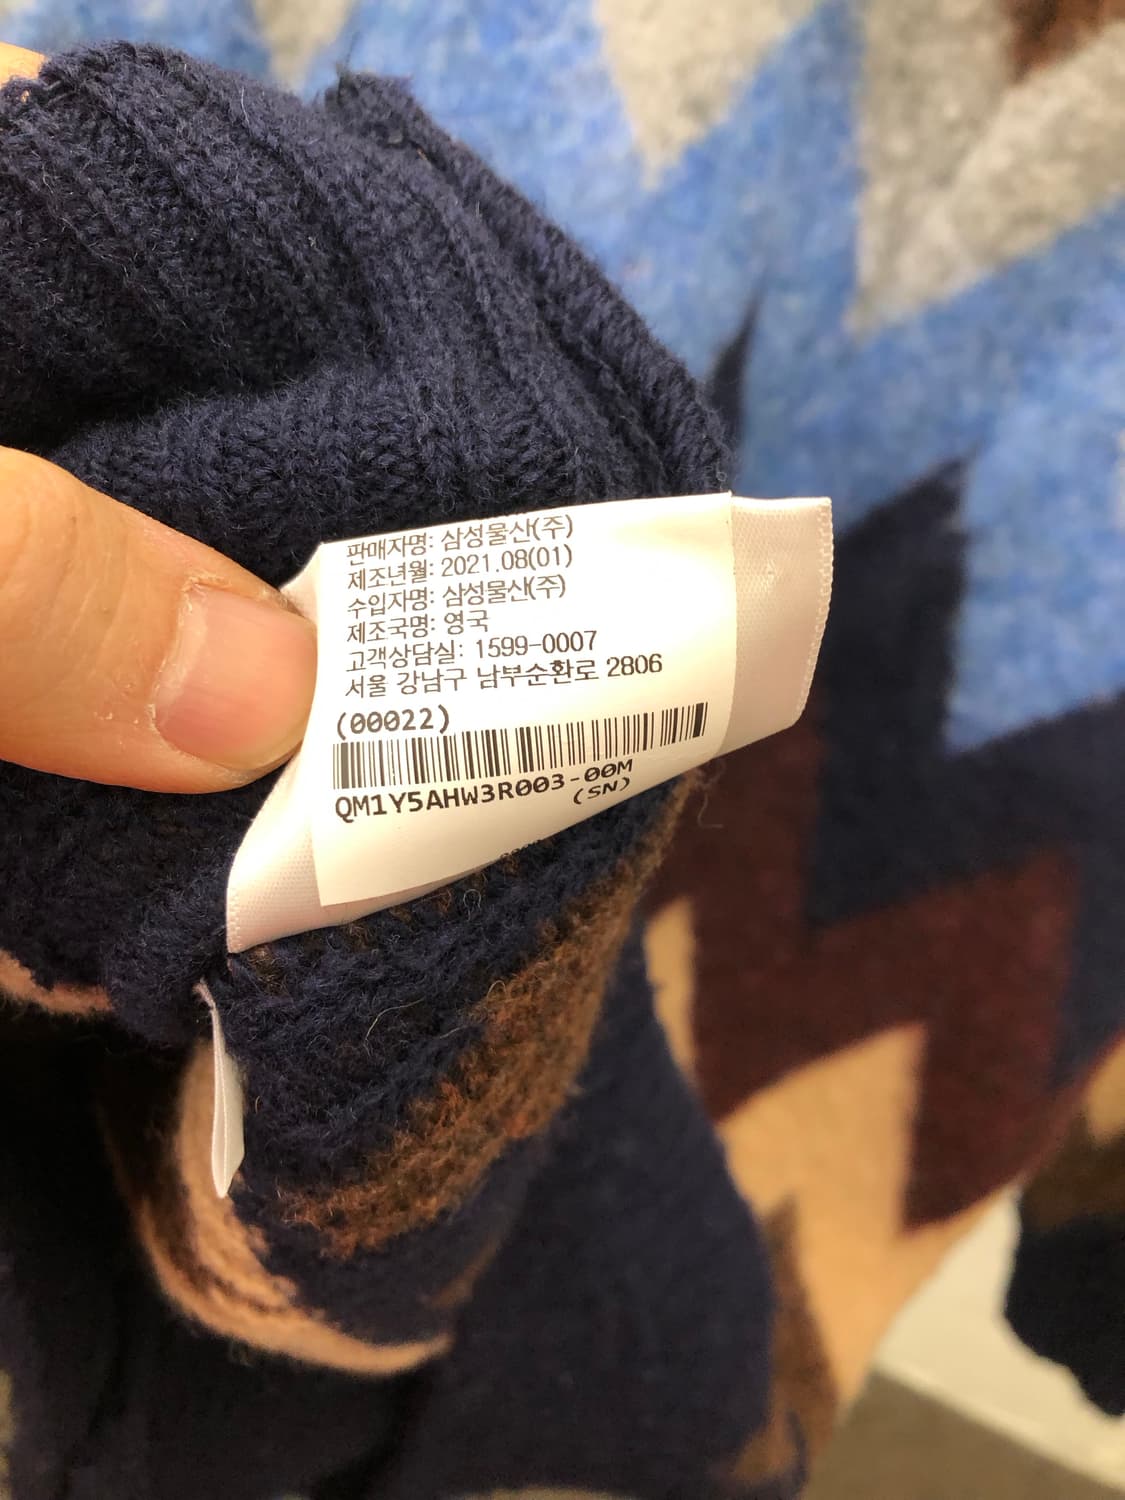 판매자명: 삼성물산(주)
제조년월: 2021.08(01)
수입자명: 삼성물산(주)
제조국명: 영국
고객상담실: 1599-0007
서울 강남구 남부순환로 2806
(00022)
QM1Y5AHW3R003-00M
(SN)